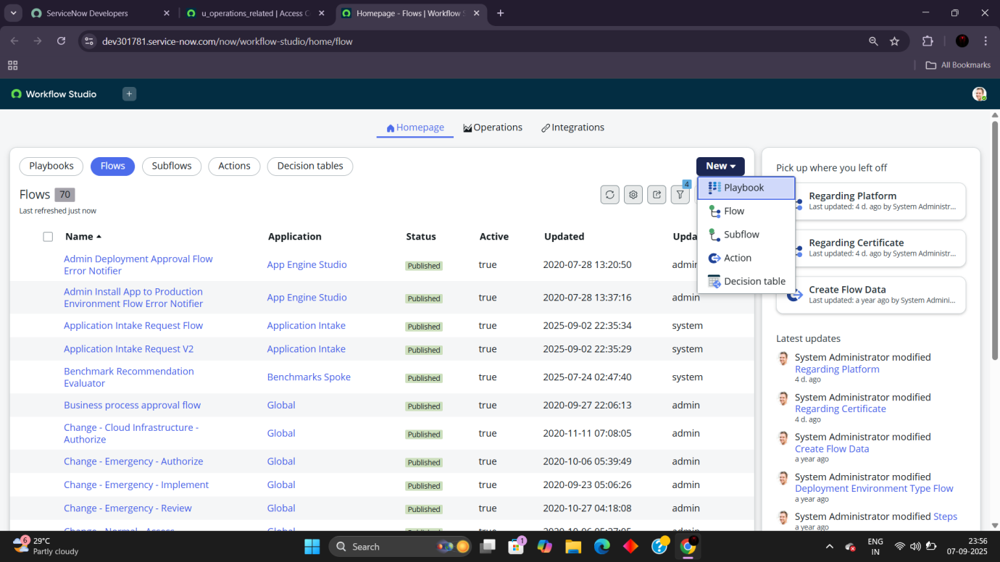 ServiceNow Developers
u_operations_related | Access C
Homepage - Flows | Workflow S
dev301781.service-now.com/now/workflow-studio/home/flow
All Bookmarks
Workflow Studio
Homepage
Operations
Integrations
Playbooks
Flows
Subflows
Actions
Decision tables
New
Flows 70
Last refreshed just now
4
Playbook
Flow
Subflow
Action
Decision table
Name Application Status Active Updated Upda
Admin Deployment Approval Flow
Error Notifier
App Engine Studio Published true 2020-07-28 13:20:50 admin
Admin Install App to Production
Environment Flow Error Notifier
App Engine Studio Published true 2020-07-28 13:37:16 admin
Application Intake Request Flow Application Intake Published true 2025-09-02 22:35:34 system
Application Intake Request V2 Application Intake Published true 2025-09-02 22:35:29 system
Benchmark Recommendation
Evaluator
Benchmarks Spoke Published true 2025-07-24 02:47:40 system
Business process approval flow Global Published true 2020-09-27 22:06:13 admin
Change - Cloud Infrastructure -
Authorize
Global Published true 2020-11-11 07:08:05 admin
Change - Emergency - Authorize Global Published true 2020-10-06 05:39:49 admin
Change - Emergency - Implement Global Published true 2020-09-23 05:06:26 admin
Change - Emergency - Review Global Published true 2020-10-27 04:18:08 admin
Pick up where you left off
Regarding Platform
Last updated: 4 d. ago by System Administr...
Regarding Certificate
Last updated: 4 d. ago by System Administr...
Create Flow Data
Last updated: a year ago by System Admini...
Latest updates
System Administrator modified
Regarding Platform
4 d. ago
System Administrator modified
Regarding Certificate
4 d. ago
System Administrator modified
Create Flow Data
a year ago
System Administrator modified
Deployment Environment Type Flow
a year ago
System Administrator modified Steps
a year ago
6
29°C
Partly cloudy
Search
1
ENG
IN
23:56
07-09-2025